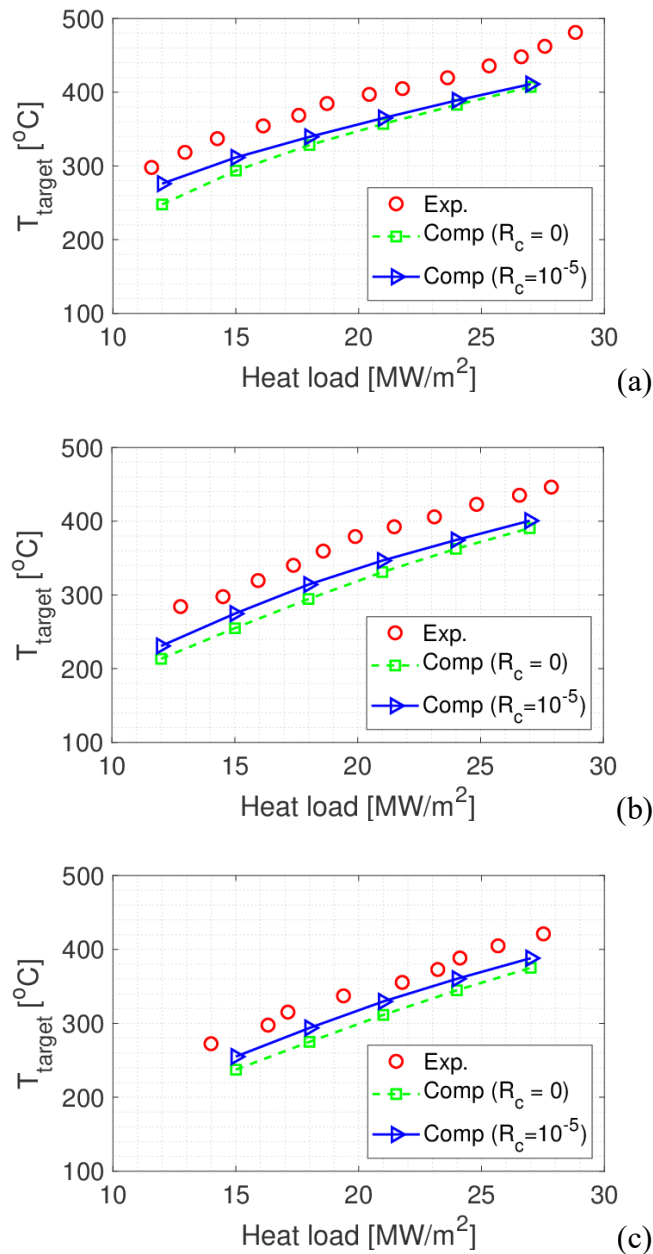 500
400
300
200
100
T_target [°C]
Exp.
Comp (R_c = 0)
Comp (R_c=10^-5)
10 15 20 25 30
Heat load [MW/m^2]
(a)
500
400
300
200
100
T_target [°C]
Exp.
Comp (R_c = 0)
Comp (R_c=10^-5)
10 15 20 25 30
Heat load [MW/m^2]
(b)
500
400
300
200
100
T_target [°C]
Exp.
Comp (R_c = 0)
Comp (R_c=10^-5)
10 15 20 25 30
Heat load [MW/m^2]
(c)